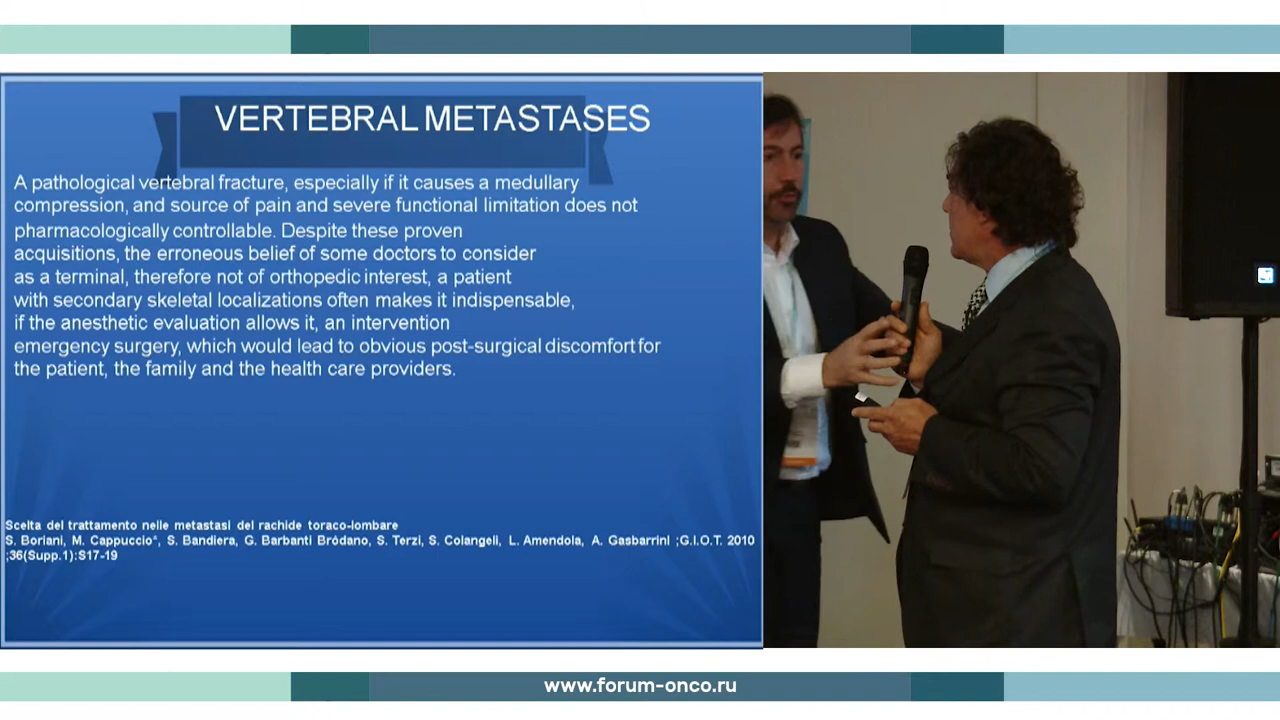 VERTEBRAL METASTASES
A pathological vertebral fracture, especially if it causes a medullary
compression, and source of pain and severe functional limitation does not
pharmacologically controllable. Despite these proven
acquisitions, the erroneous belief of some doctors to consider
as a terminal, therefore not of orthopedic interest, a patient
with secondary skeletal localizations often makes it indispensable,
if the anesthetic evaluation allows it, an intervention
emergency surgery, which would lead to obvious post-surgical discomfort for
the patient, the family and the health care providers.
Scelta del trattamento nelle metastasi del rachide toraco-lombare
S. Boriani, M. Cappuccio*, S. Bandiera, G. Barbanti Bròdano, S. Terzi, S. Colangeli, L. Amendola, A. Gasbarrini ;G.I.O.T. 2010
;36(Supp.1):S17-19
www.forum-onco.ru